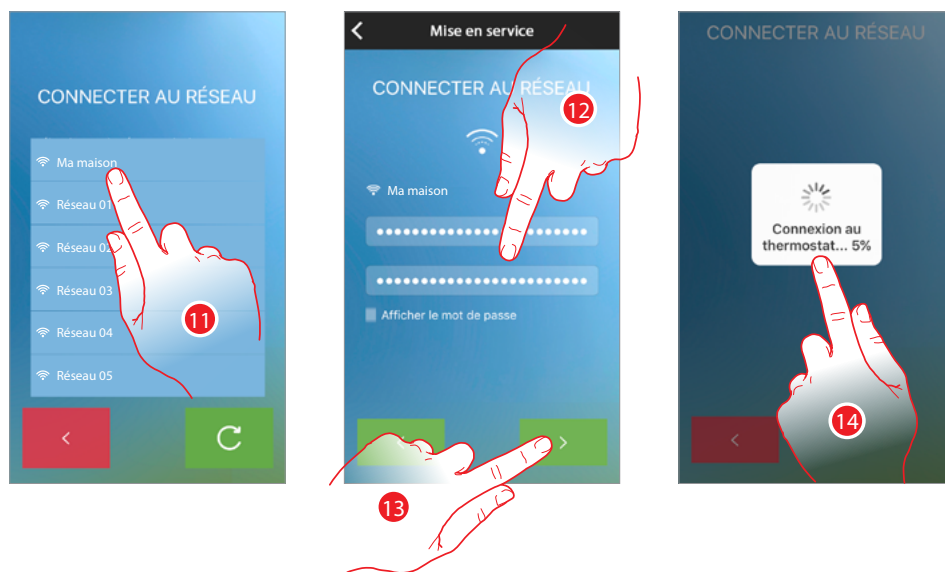 CONNECTER AU RÉSEAU
Ma maison
Réseau 01
Réseau 02
Réseau 03
Réseau 04
Réseau 05
<
11
Mise en service
CONNECTER AU RÉSEAU
12
Ma maison
Afficher le mot de passe
<
>
13
CONNECTER AU RÉSEAU
Connexion au
thermostat... 5%
<
14